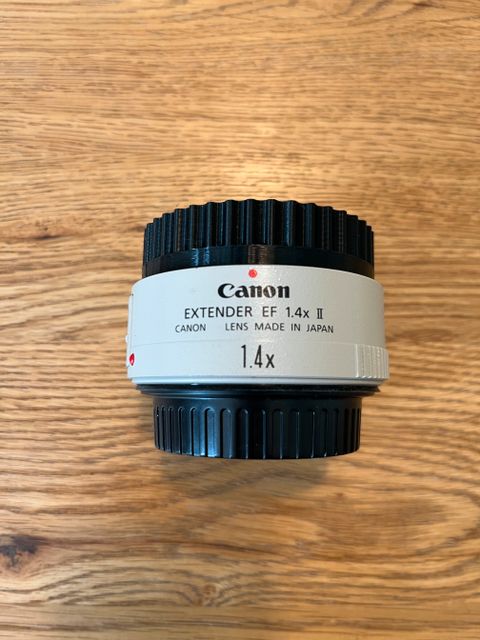 Canon
EXTENDER EF 1.4x II
CANON LENS MADE IN JAPAN
1.4x